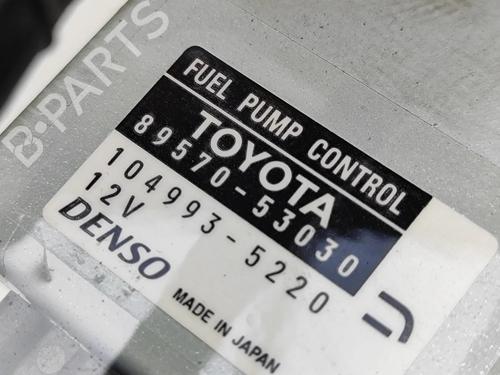 B-PARTS
FUEL PUMP CONTROL
TOYOTA
89570-53030
104993-5220
12V
DENSO
MADE IN JAPAN